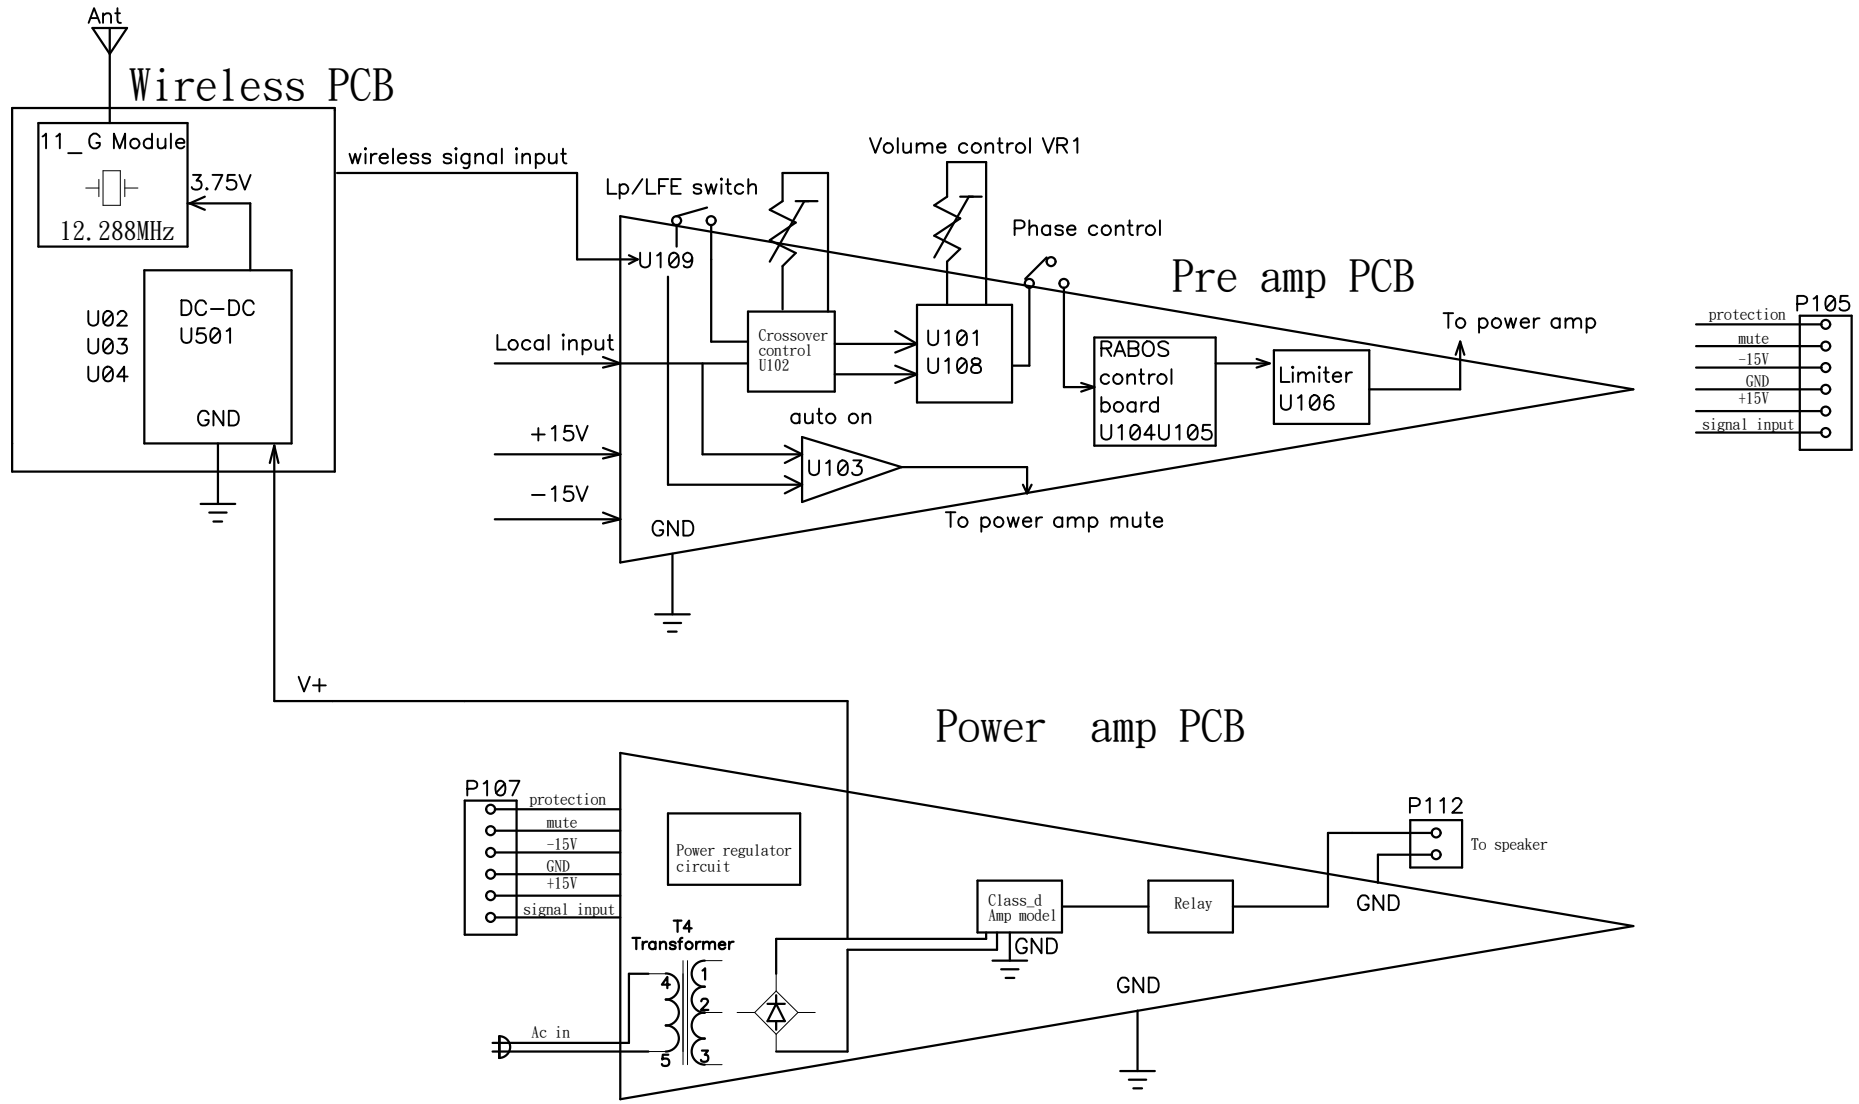 Ant
Wireless PCB
11_G Module
12.288MHz
3.75V
U02
U03
U04
DC-DC
U501
GND
wireless signal input
Lp/LFE switch
Volume control VR1
Phase control
Pre amp PCB
U109
Local input
Crossover
control
U102
U101
U108
RABOS
control
board
U104U105
Limiter
U106
To power amp
auto on
+15V
U103
-15V
GND
To power amp mute
P105
protection
mute
-15V
GND
+15V
signal input
V+
Power amp PCB
P107
protection
mute
-15V
GND
+15V
signal input
Power regulator
circuit
T4
Transformer
4
5
1
2
3
Ac in
Class_d
Amp model
GND
Relay
P112
To speaker
GND
GND